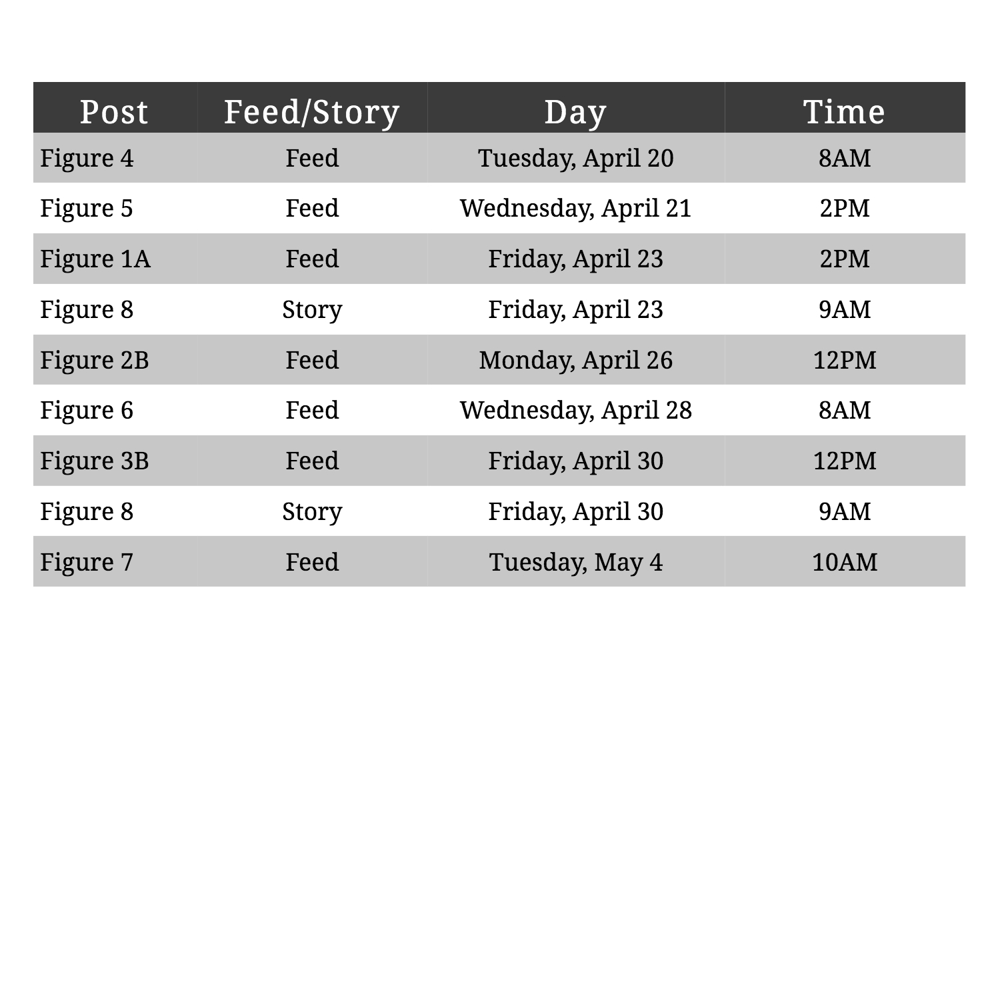 Post Feed/Story Day Time
Figure 4 Feed Tuesday, April 20 8AM
Figure 5 Feed Wednesday, April 21 2PM
Figure 1A Feed Friday, April 23 2PM
Figure 8 Story Friday, April 23 9AM
Figure 2B Feed Monday, April 26 12PM
Figure 6 Feed Wednesday, April 28 8AM
Figure 3B Feed Friday, April 30 12PM
Figure 8 Story Friday, April 30 9AM
Figure 7 Feed Tuesday, May 4 10AM